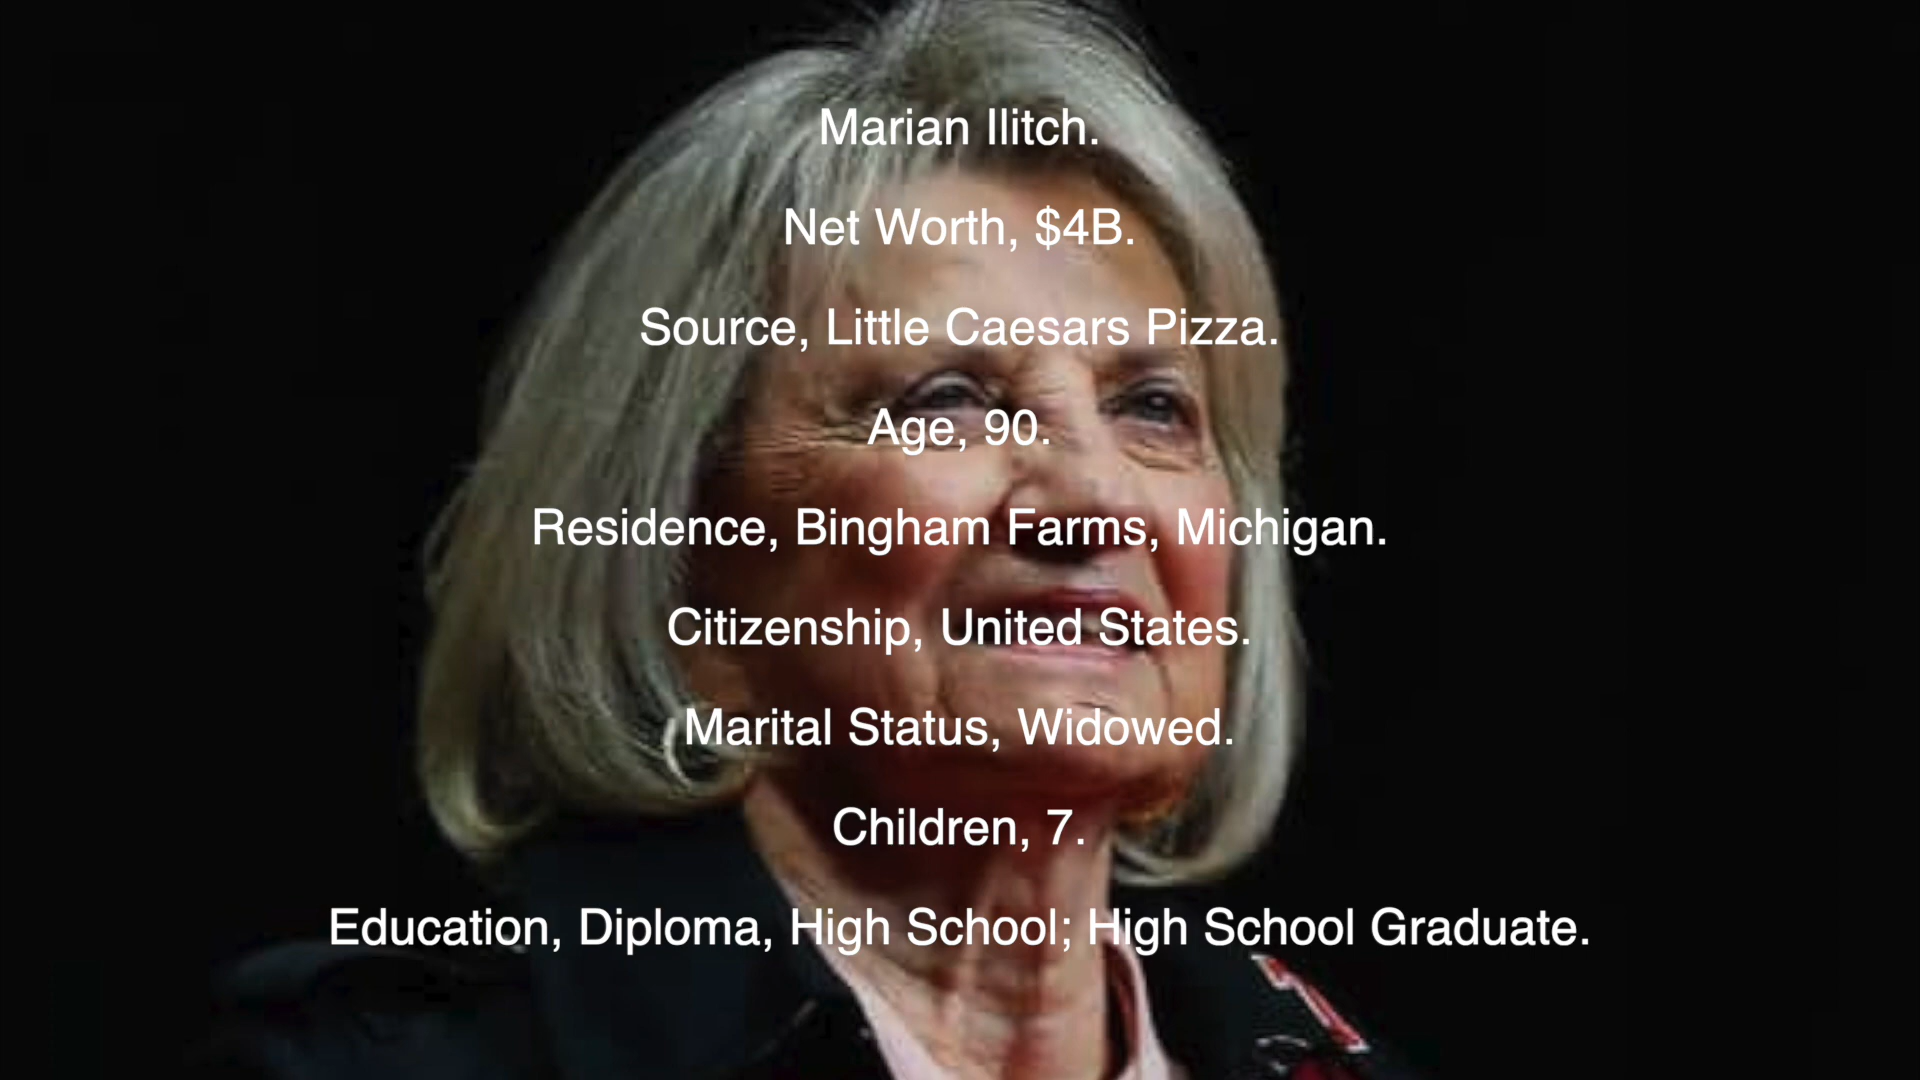 Marian Ilitch.
Net Worth, $4B.
Source, Little Caesars Pizza.
Age, 90.
Residence, Bingham Farms, Michigan.
Citizenship, United States.
Marital Status, Widowed.
Children, 7.
Education, Diploma, High School; High School Graduate.